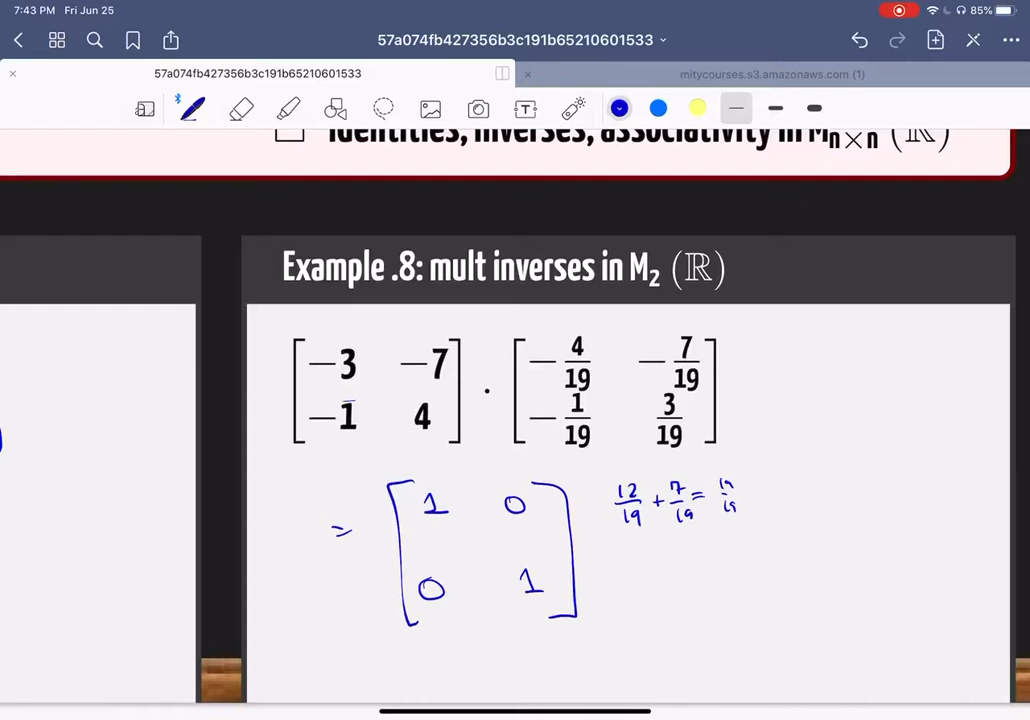 7:43 PM Fri Jun 25
85%
57a074fb427356b3c191b65210601533
57a074fb427356b3c191b65210601533
mitycourses.s3.amazonaws.com (1)
Identities, inverses, associativity in Mₙ×ₙ (ℝ)
Example .8: mult inverses in M₂ (ℝ)
[−3 −7] · [−4/19 −7/19]
[−1 4] [−1/19 3/19]
= [1 0] 12/19 + 7/19 = 19/19
[0 1]